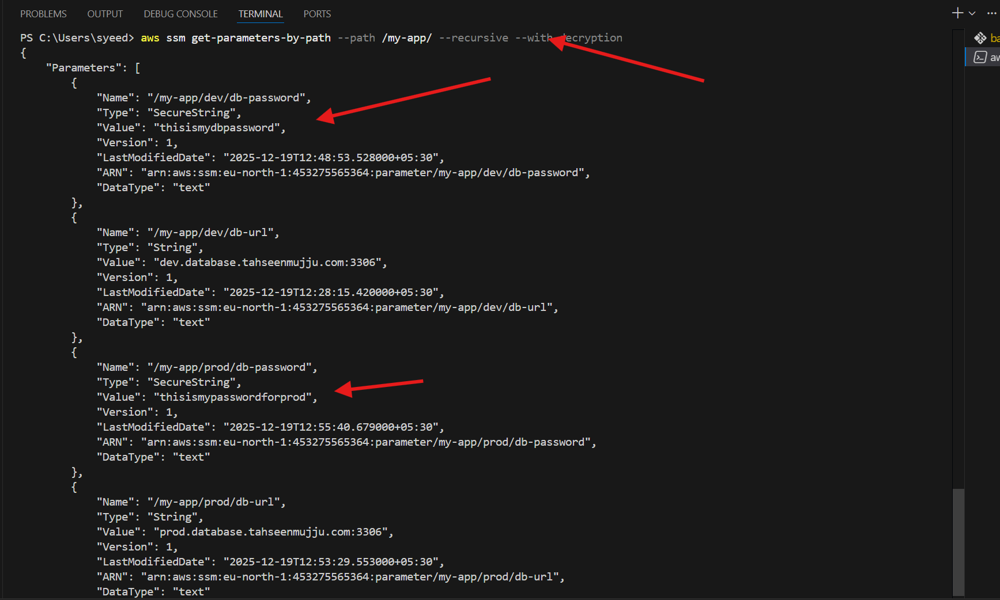 PROBLEMS OUTPUT DEBUG CONSOLE TERMINAL PORTS
PS C:\Users\syeed> aws ssm get-parameters-by-path --path /my-app/ --recursive --with-decryption
{
"Parameters": [
{
"Name": "/my-app/dev/db-password",
"Type": "SecureString",
"Value": "thisismydbpassword",
"Version": 1,
"LastModifiedDate": "2025-12-19T12:48:53.528000+05:30",
"ARN": "arn:aws:ssm:eu-north-1:453275565364:parameter/my-app/dev/db-password",
"DataType": "text"
},
{
"Name": "/my-app/dev/db-url",
"Type": "String",
"Value": "dev.database.tahseenmujju.com:3306",
"Version": 1,
"LastModifiedDate": "2025-12-19T12:28:15.420000+05:30",
"ARN": "arn:aws:ssm:eu-north-1:453275565364:parameter/my-app/dev/db-url",
"DataType": "text"
},
{
"Name": "/my-app/prod/db-password",
"Type": "SecureString",
"Value": "thisismypasswordforprod",
"Version": 1,
"LastModifiedDate": "2025-12-19T12:55:40.679000+05:30",
"ARN": "arn:aws:ssm:eu-north-1:453275565364:parameter/my-app/prod/db-password",
"DataType": "text"
},
{
"Name": "/my-app/prod/db-url",
"Type": "String",
"Value": "prod.database.tahseenmujju.com:3306",
"Version": 1,
"LastModifiedDate": "2025-12-19T12:53:29.553000+05:30",
"ARN": "arn:aws:ssm:eu-north-1:453275565364:parameter/my-app/prod/db-url",
"DataType": "text"